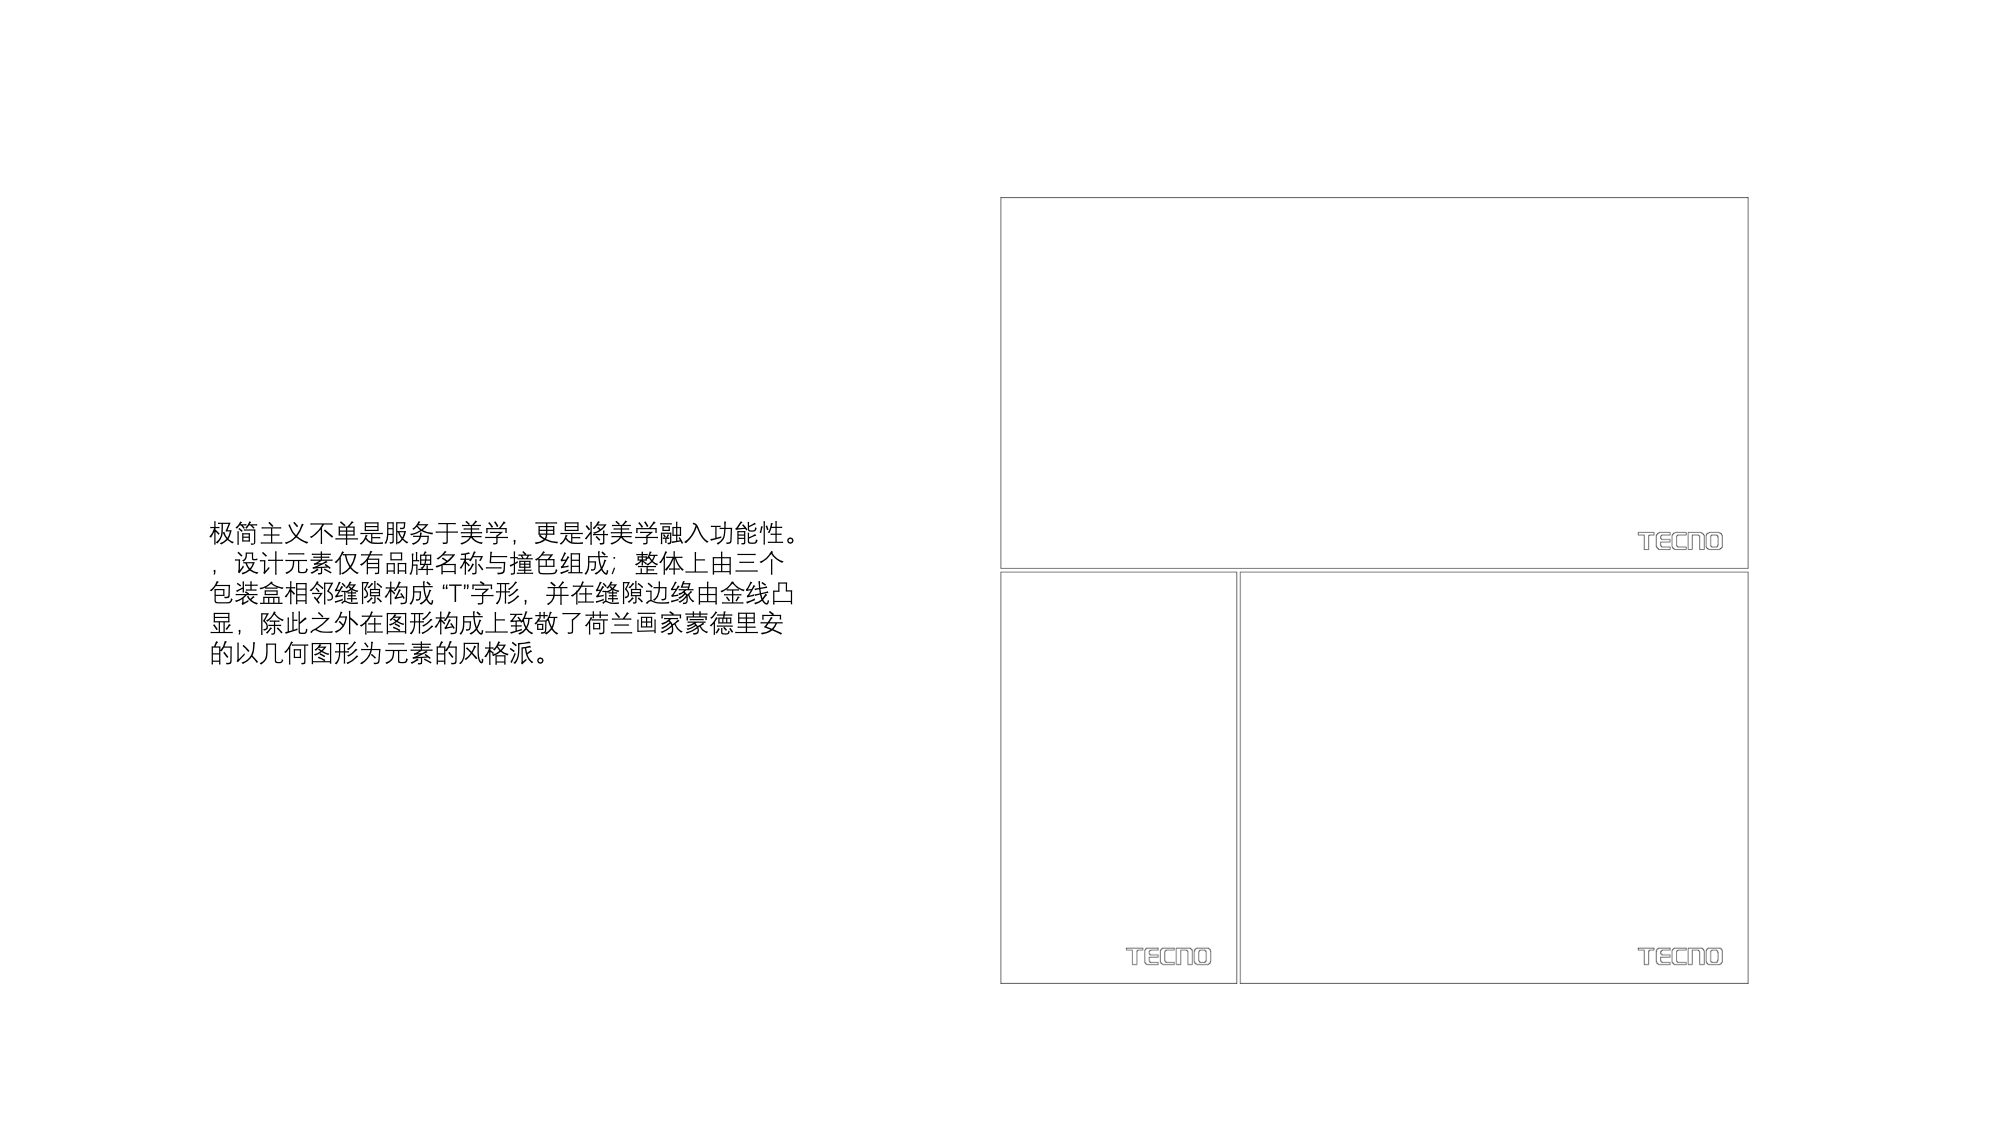 极简主义不单是服务于美学，更是将美学融入功能性。
，设计元素仅有品牌名称与撞色组成；整体上由三个
包装盒相邻缝隙构成 “T”字形，并在缝隙边缘由金线凸
显，除此之外在图形构成上致敬了荷兰画家蒙德里安
的以几何图形为元素的风格派。
TECNO
TECNO
TECNO